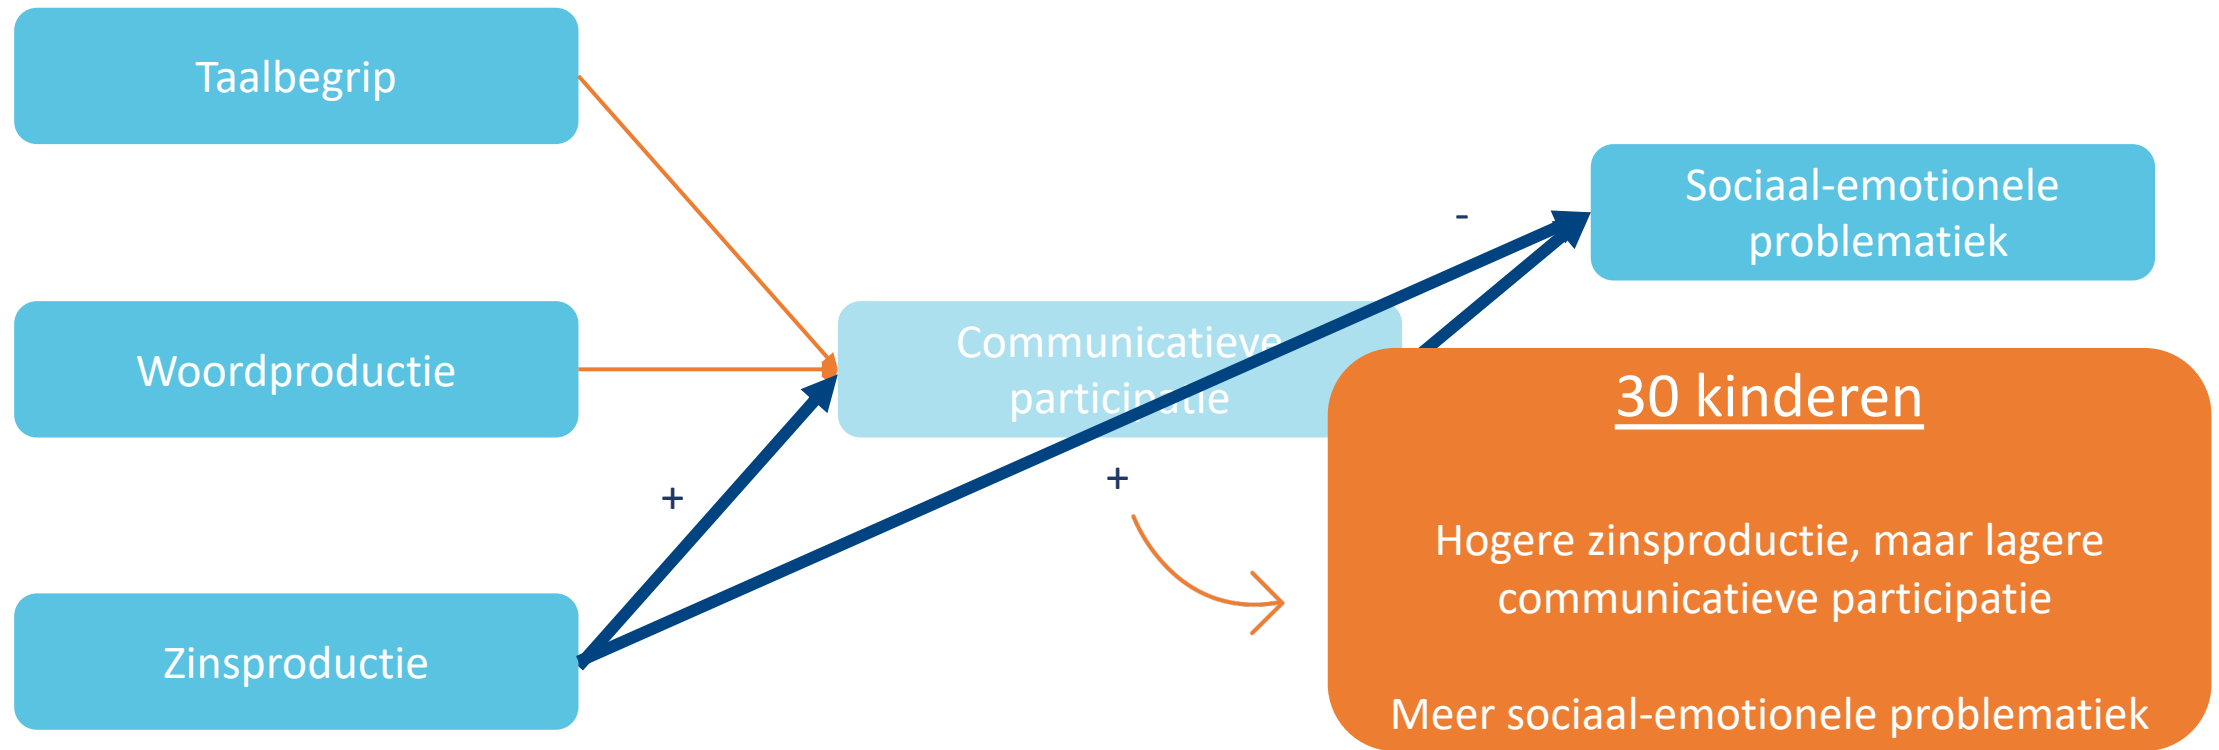 Taalbegrip
Sociaal-emotionele
problematiek
-
Woordproductie
Communicatieve
participatie
30 kinderen
+
+
Hogere zinsproductie, maar lagere
communicatieve participatie
Zinsproductie
Meer sociaal-emotionele problematiek